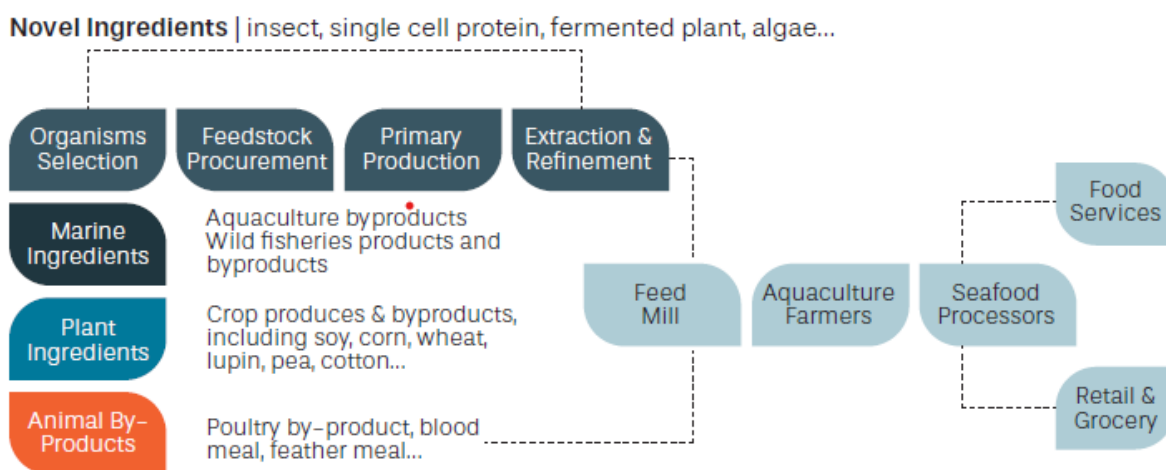 Novel Ingredients | insect, single cell protein, fermented plant, algae...
Organisms
Selection
Feedstock
Procurement
Primary
Production
Extraction &
Refinement
Marine
Ingredients
Aquaculture byproducts
Wild fisheries products and
byproducts
Plant
Ingredients
Crop produces & byproducts,
including soy, corn, wheat,
lupin, pea, cotton...
Animal By-
Products
Poultry by-product, blood
meal, feather meal...
Feed
Mill
Aquaculture
Farmers
Seafood
Processors
Food
Services
Retail &
Grocery